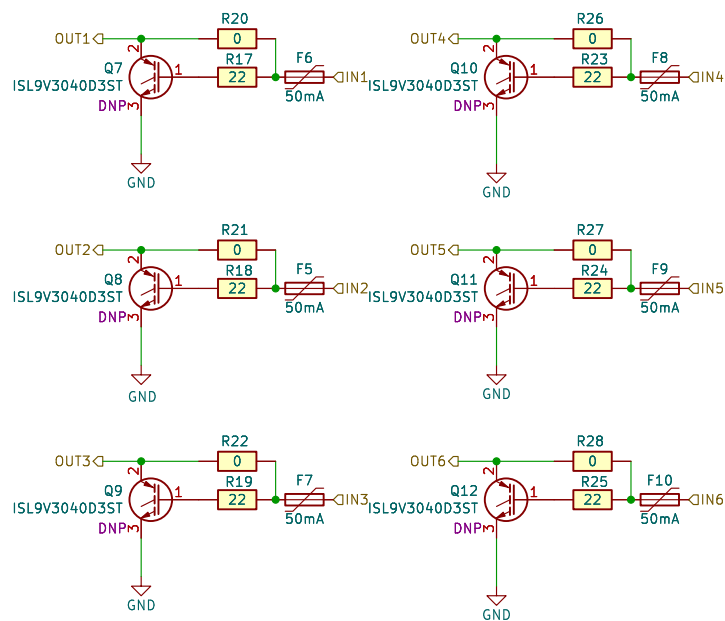 R20
OUT1
0
2
R17
F6
Q7
1
22
IN1
ISL9V3040D3ST
50mA
DNP
3
GND
R26
OUT4
0
2
R23
F8
Q10
1
22
IN4
ISL9V3040D3ST
50mA
DNP
3
GND
R21
OUT2
0
2
R18
F5
Q8
1
22
IN2
ISL9V3040D3ST
50mA
DNP
3
GND
R27
OUT5
0
2
R24
F9
Q11
1
22
IN5
ISL9V3040D3ST
50mA
DNP
3
GND
R22
OUT3
0
2
R19
F7
Q9
1
22
IN3
ISL9V3040D3ST
50mA
DNP
3
GND
R28
OUT6
0
2
R25
F10
Q12
1
22
IN6
ISL9V3040D3ST
50mA
DNP
3
GND